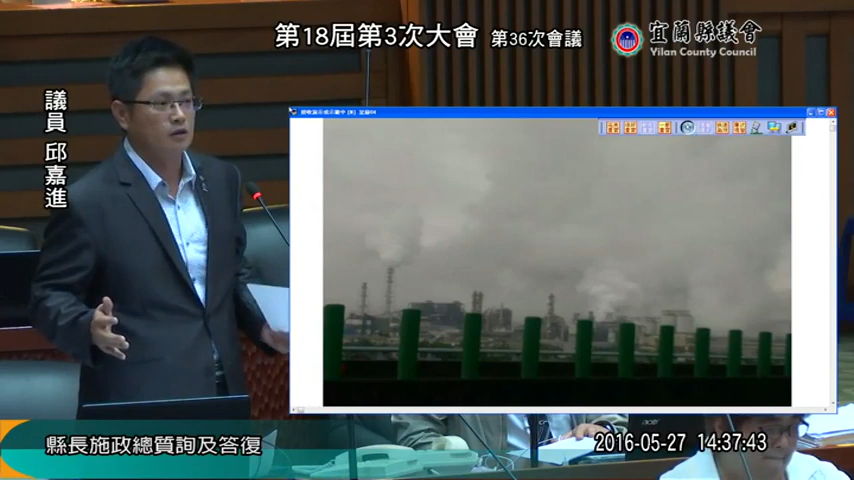 第18屆第3次大會 第36次會議
宜蘭縣議會
Yilan County Council
議員 邱嘉進
縣長施政總質詢及答復
2016-05-27 14:37:43
acer